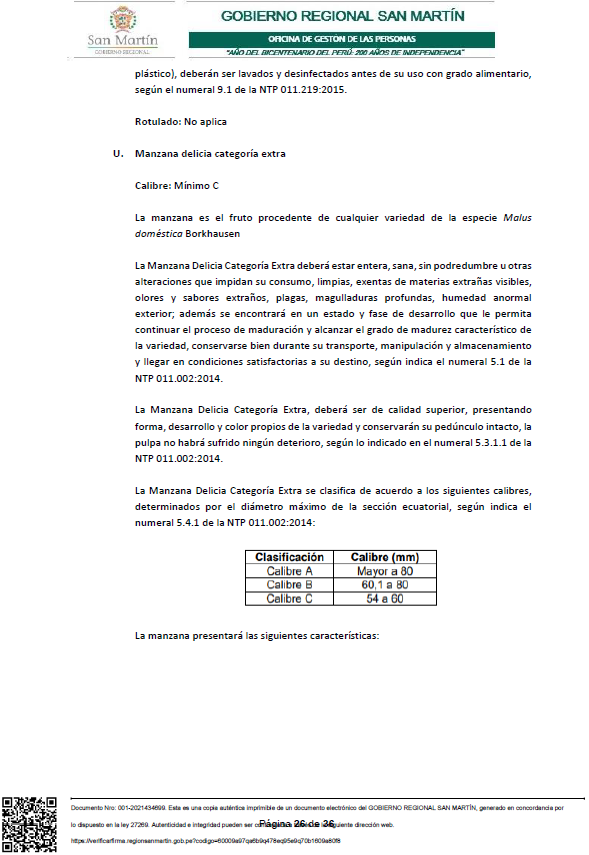 San Martín
GOBIERNO REGIONAL
GOBIERNO REGIONAL SAN MARTÍN
OFICINA DE GESTON DE LAS PERSONAS
“AÑO DEL BICENTENARIO DEL PERÚ: 200 AÑOS DE INDEPENDENCIA”
plástico), deberán ser lavados y desinfectados antes de su uso con grado alimentario,
según el numeral 9.1 de la NTP 011.219:2015.
Rotulado: No aplica
U. Manzana delicia categoría extra
Calibre: Mínimo C
La manzana es el fruto procedente de cualquier variedad de la especie Malus
doméstica Borkhausen
La Manzana Delicia Categoría Extra deberá estar entera, sana, sin podredumbre u otras
alteraciones que impidan su consumo, limpias, exentas de materias extrañas visibles,
olores y sabores extraños, plagas, magulladuras profundas, humedad anormal
exterior; además se encontrará en un estado y fase de desarrollo que le permita
continuar el proceso de maduración y alcanzar el grado de madurez característico de
la variedad, conservarse bien durante su transporte, manipulación y almacenamiento
y llegar en condiciones satisfactorias a su destino, según indica el numeral 5.1 de la
NTP 011.002:2014.
La Manzana Delicia Categoría Extra, deberá ser de calidad superior, presentando
forma, desarrollo y color propios de la variedad y conservarán su pedúnculo intacto, la
pulpa no habrá sufrido ningún deterioro, según lo indicado en el numeral 5.3.1.1 de la
NTP 011.002:2014.
La Manzana Delicia Categoría Extra se clasifica de acuerdo a los siguientes calibres,
determinados por el diámetro máximo de la sección ecuatorial, según indica el
numeral 5.4.1 de la NTP 011.002:2014:
Clasificación Calibre (mm)
Calibre A Mayor a 80
Calibre B 60,1 a 80
Calibre C 54 a 60
La manzana presentará las siguientes características:
Documento Nro: 001-2021434699. Esta es una copia auténtica imprimible de un documento electrónico del GOBIERNO REGIONAL SAN MARTÍN, generado en concordancia por
lo dispuesto en la ley 27269. Autenticidad e integridad pueden ser siguiente dirección web.
Página 26 de 36
https://verificarfirma.regionsanmartin.gob.pe?codigo=60009a97qa6b9q478eq95e9q70b1609a80f8